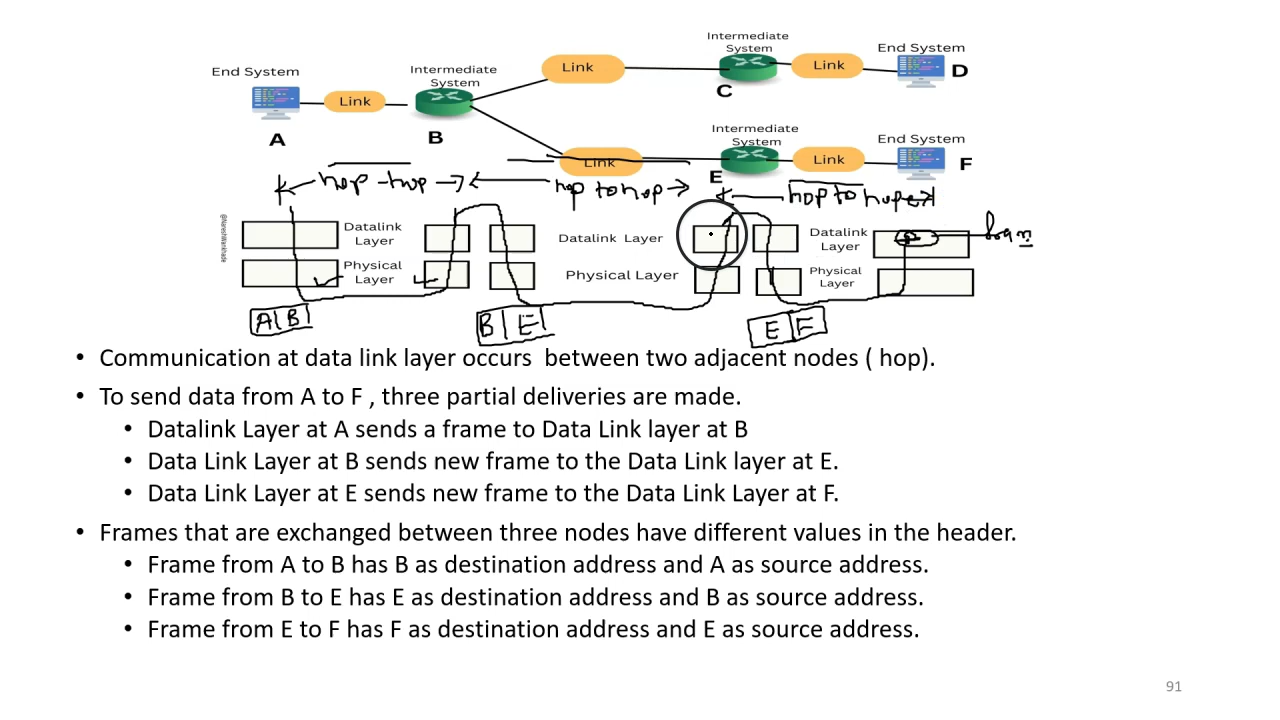 Intermediate
System
End System
Link
D
C
End System
Intermediate
System
Link
Link
A
B
Intermediate
System
End System
Link
Link
F
E
hop - hop
hop to hop
hop to hop
@NareshWankhade
Datalink
Layer
Datalink Layer
Datalink
Layer
Physical
Layer
Physical Layer
Physical
Layer
A B
B E
E F
• Communication at data link layer occurs between two adjacent nodes ( hop).
• To send data from A to F , three partial deliveries are made.
• Datalink Layer at A sends a frame to Data Link layer at B
• Data Link Layer at B sends new frame to the Data Link layer at E.
• Data Link Layer at E sends new frame to the Data Link Layer at F.
• Frames that are exchanged between three nodes have different values in the header.
• Frame from A to B has B as destination address and A as source address.
• Frame from B to E has E as destination address and B as source address.
• Frame from E to F has F as destination address and E as source address.
91